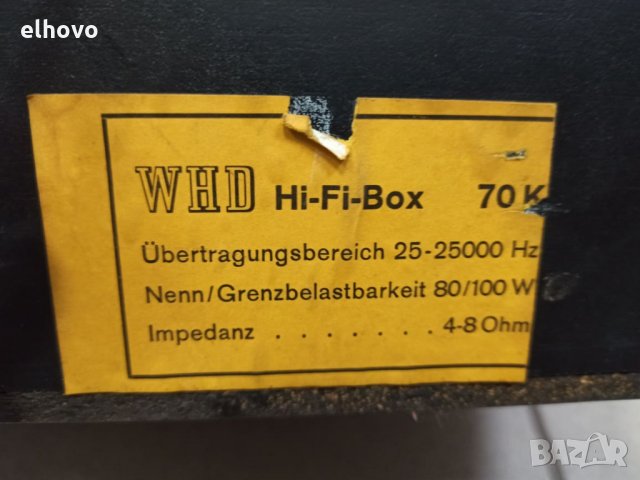 elhovo
WHD Hi-Fi-Box 70 K
Übertragungsbereich 25-25000 Hz
Nenn/Grenzbelastbarkeit 80/100 W
Impedanz . . . . . . . 4-8 Ohm
BAZAR